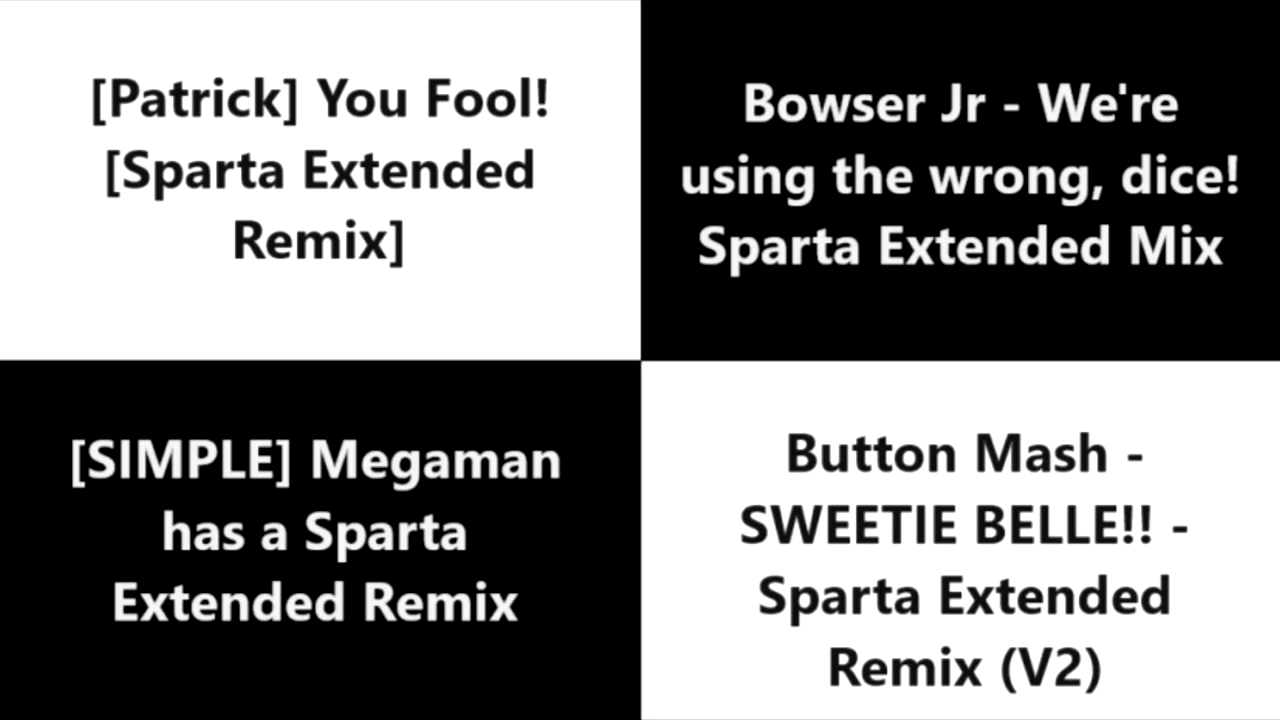 [Patrick] You Fool!
[Sparta Extended
Remix]
Bowser Jr - We're
using the wrong, dice!
Sparta Extended Mix
[SIMPLE] Megaman
has a Sparta
Extended Remix
Button Mash -
SWEETIE BELLE!! -
Sparta Extended
Remix (V2)